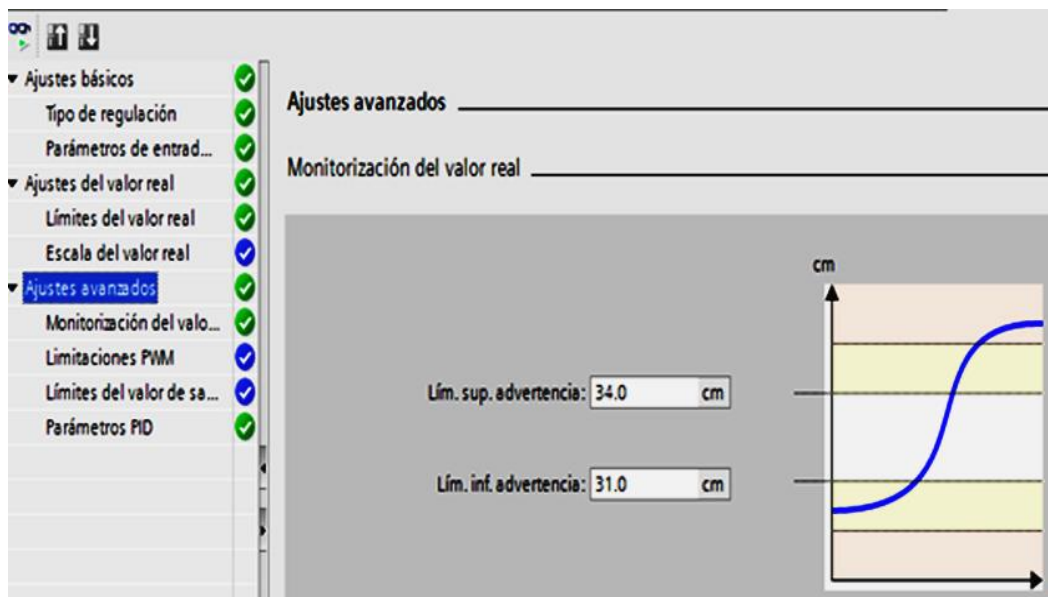 Ajustes básicos
Tipo de regulación
Parámetros de entrad...
Ajustes del valor real
Límites del valor real
Escala del valor real
Ajustes avanzados
Monitorización del valo...
Limitaciones PWM
Límites del valor de sa...
Parámetros PID
Ajustes avanzados
Monitorización del valor real
cm
Lím. sup. advertencia: 34.0 cm
Lím. inf. advertencia: 31.0 cm